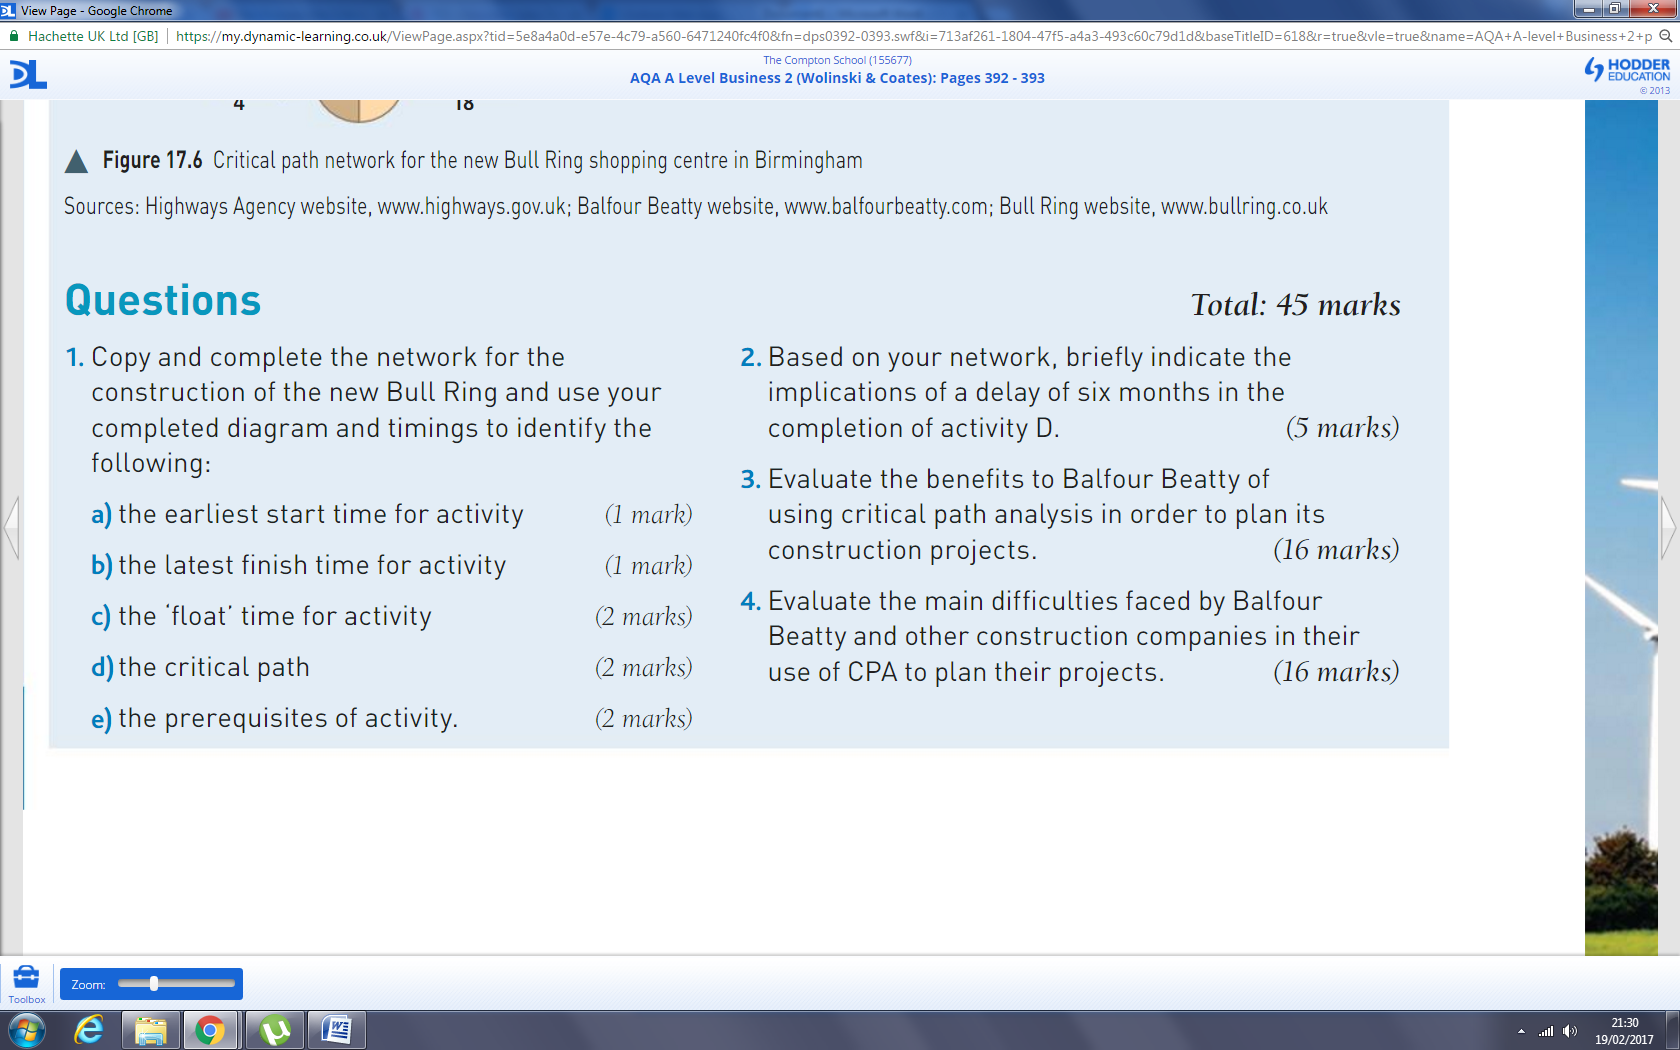 View Page - Google Chrome
Hachette UK Ltd [GB] https://my.dynamic-learning.co.uk/ViewPage.aspx?tid=5e8a4a0d-e57e-4c79-a560-6471240fc4f0&fn=dps0392-0393.swf&i=713af261-1804-47f5-a4a3-493c60c79d1d&baseTitleID=618&r=true&vle=true&name=AQA+A-level+Business+2+p
DL
The Compton School (155677)
AQA A Level Business 2 (Wolinski & Coates): Pages 392 - 393
HODDER
EDUCATION
© 2013
4 18
Figure 17.6 Critical path network for the new Bull Ring shopping centre in Birmingham
Sources: Highways Agency website, www.highways.gov.uk; Balfour Beatty website, www.balfourbeatty.com; Bull Ring website, www.bullring.co.uk
Questions
Total: 45 marks
1. Copy and complete the network for the
construction of the new Bull Ring and use your
completed diagram and timings to identify the
following:
a) the earliest start time for activity (1 mark)
b) the latest finish time for activity (1 mark)
c) the ‘float’ time for activity (2 marks)
d) the critical path (2 marks)
e) the prerequisites of activity. (2 marks)
2. Based on your network, briefly indicate the
implications of a delay of six months in the
completion of activity D. (5 marks)
3. Evaluate the benefits to Balfour Beatty of
using critical path analysis in order to plan its
construction projects. (16 marks)
4. Evaluate the main difficulties faced by Balfour
Beatty and other construction companies in their
use of CPA to plan their projects. (16 marks)
Toolbox
Zoom:
21:30
19/02/2017